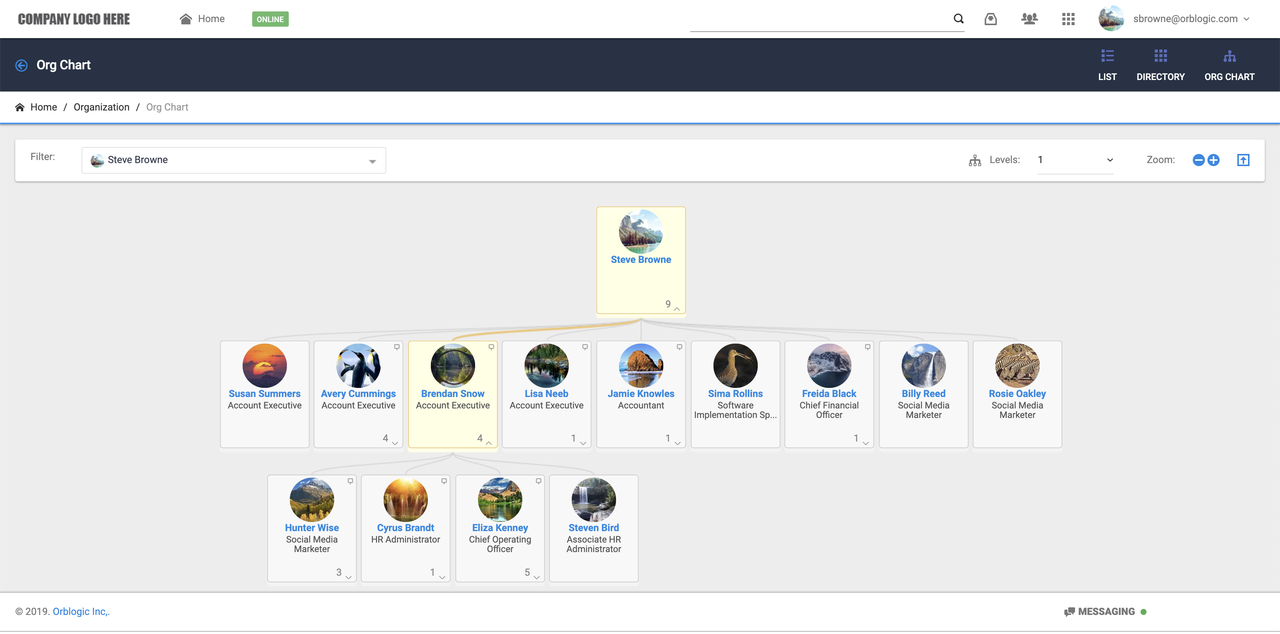 COMPANY LOGO HERE
Home
ONLINE
sbrowne@orblogic.com
Org Chart
LIST
DIRECTORY
ORG CHART
Home / Organization / Org Chart
Filter:
Steve Browne
Levels:
1
Zoom:
Steve Browne
9
Susan Summers
Account Executive
Avery Cummings
Account Executive
4
Brendan Snow
Account Executive
4
Lisa Neeb
Account Executive
1
Jamie Knowles
Accountant
1
Sima Rollins
Software
Implementation Sp...
Freida Black
Chief Financial
Officer
1
Billy Reed
Social Media
Marketer
Rosie Oakley
Social Media
Marketer
Hunter Wise
Social Media
Marketer
3
Cyrus Brandt
HR Administrator
1
Eliza Kenney
Chief Operating
Officer
5
Steven Bird
Associate HR
Administrator
© 2019. Orblogic Inc,.
MESSAGING